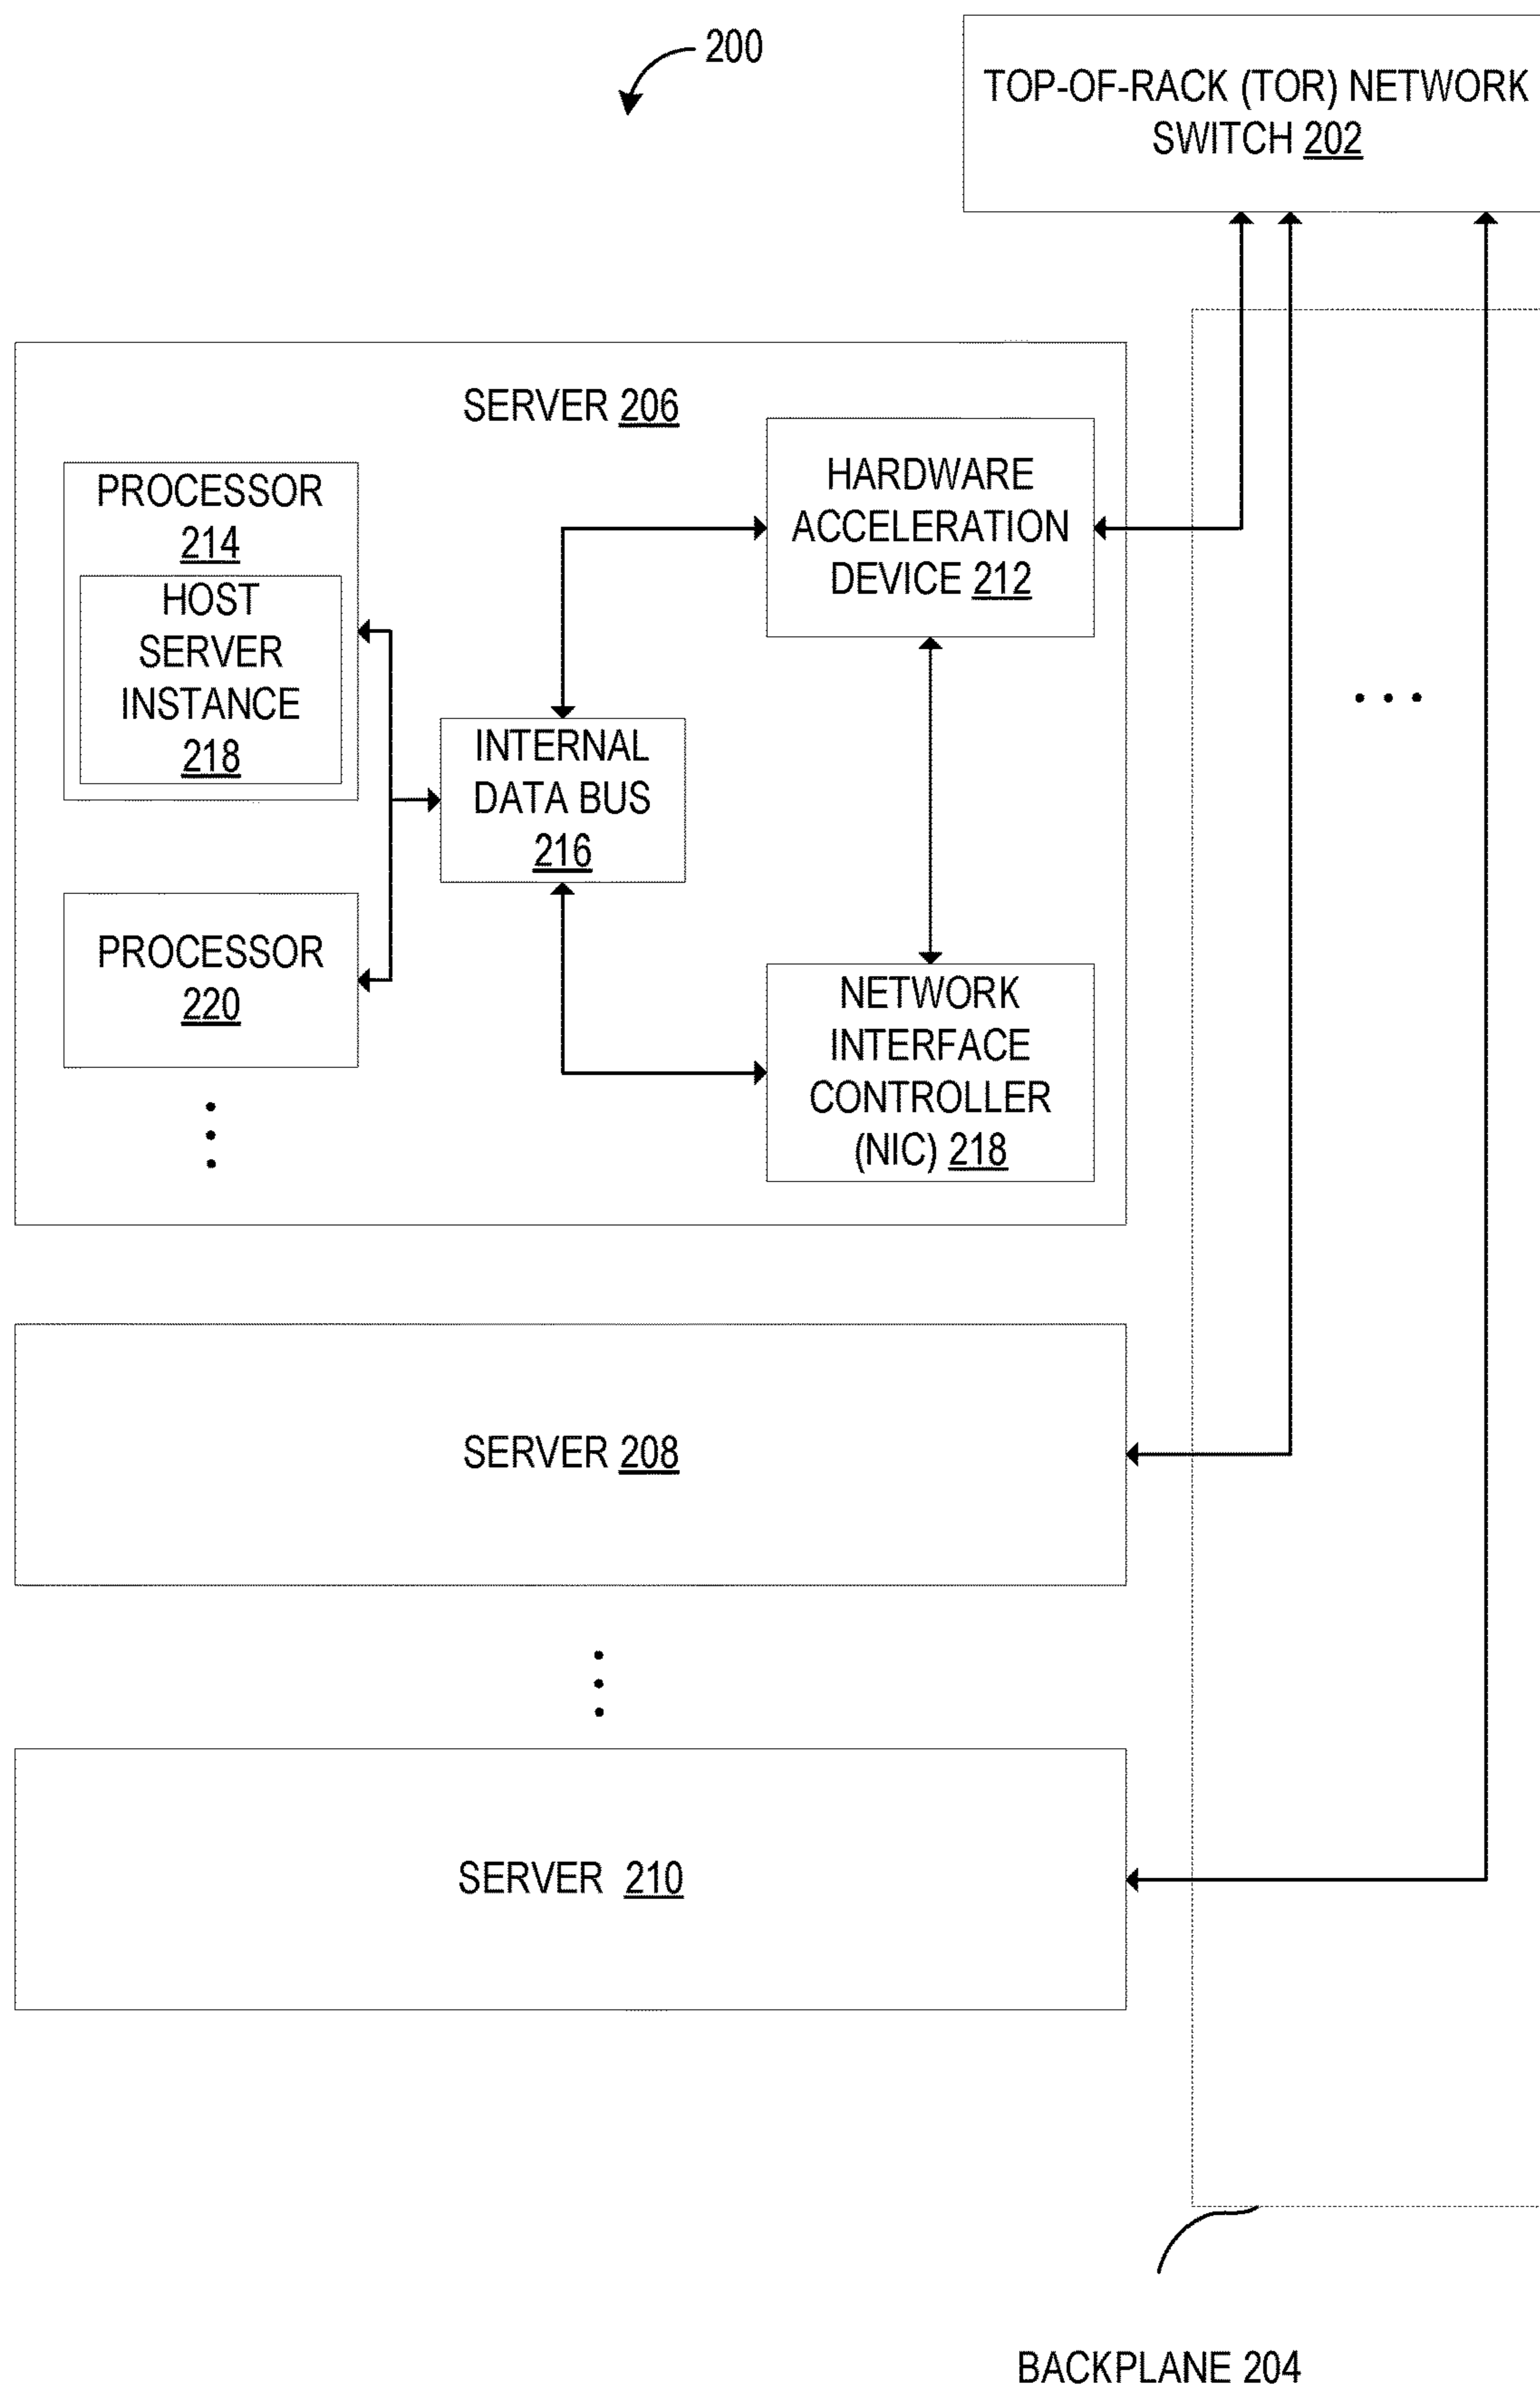 200
TOP-OF-RACK (TOR) NETWORK
SWITCH 202
SERVER 206
PROCESSOR
214
HOST
SERVER
INSTANCE
218
HARDWARE
ACCELERATION
DEVICE 212
INTERNAL
DATA BUS
216
PROCESSOR
220
NETWORK
INTERFACE
CONTROLLER
(NIC) 218
SERVER 208
SERVER 210
BACKPLANE 204